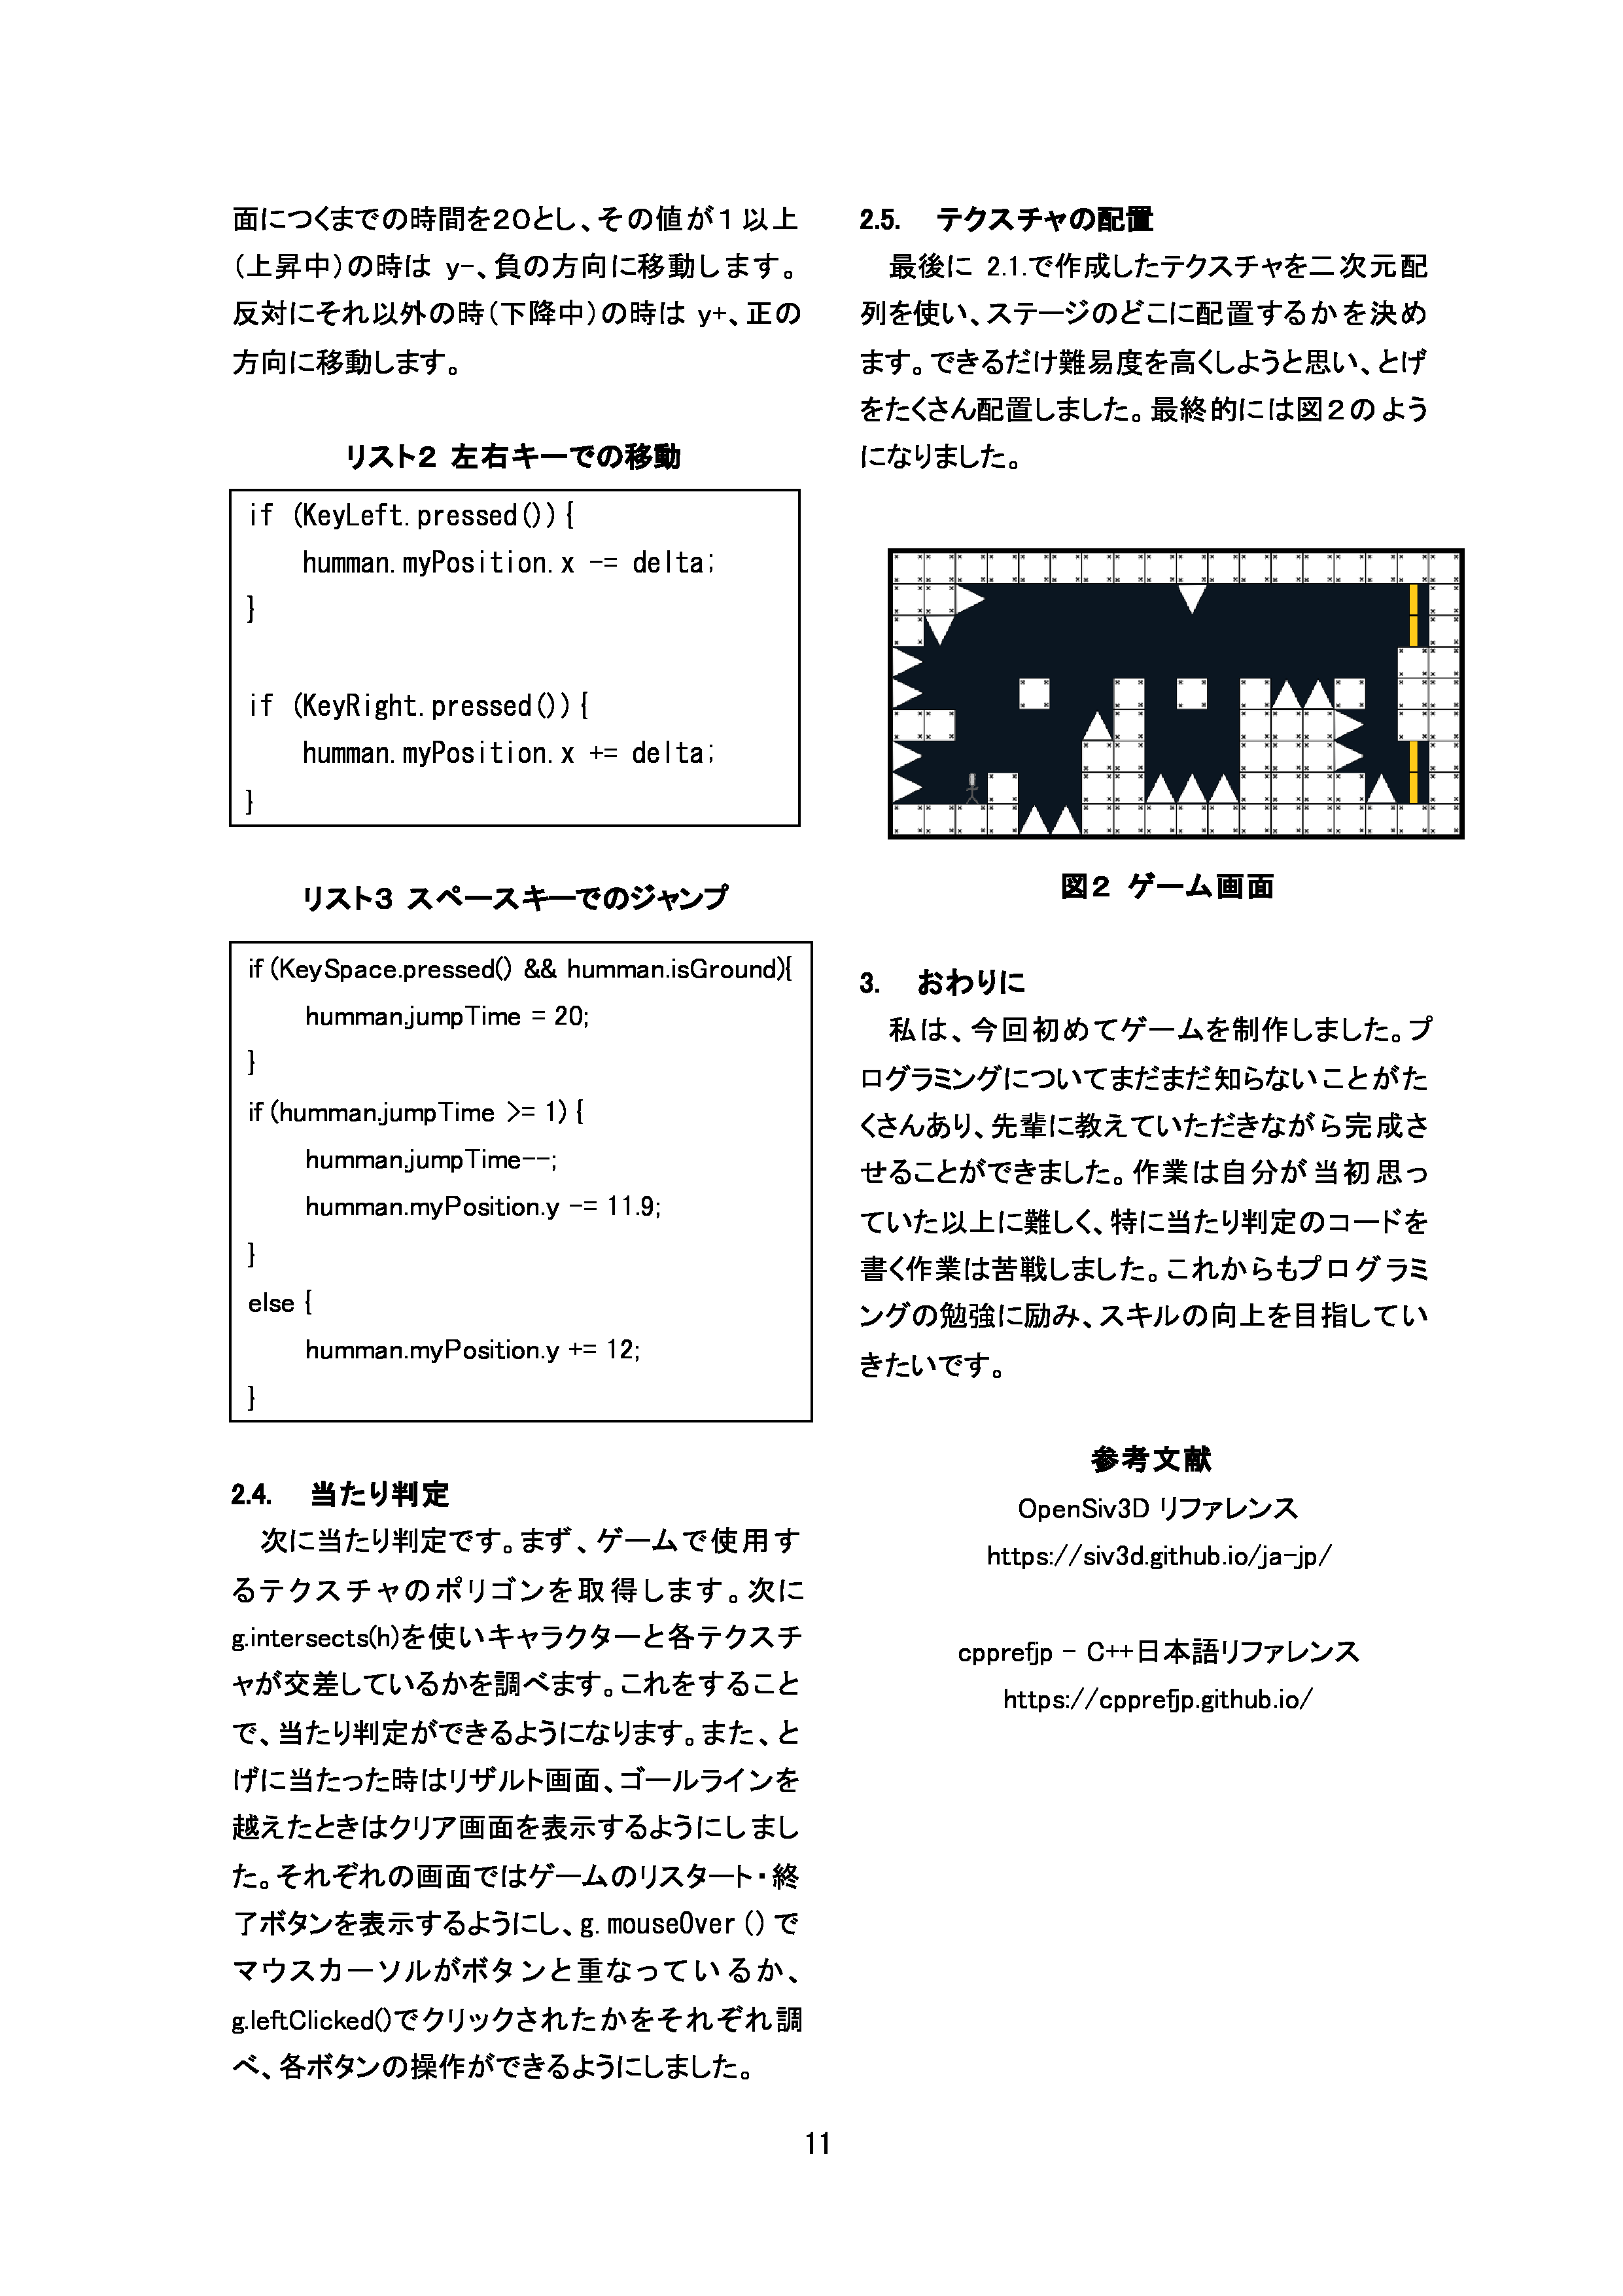 面につくまでの時間を20とし、その値が1以上
(上昇中)の時は y-、負の方向に移動します。
反対にそれ以外の時(下降中)の時は y+、正の
方向に移動します。
リスト2 左右キーでの移動
if (KeyLeft.pressed()){
humman.myPosition.x -= delta;
}
if (KeyRight.pressed()){
humman.myPosition.x += delta;
}
リスト3 スペースキーでのジャンプ
if(KeySpace.pressed() && humman.isGround){
humman.jumpTime = 20;
}
if(humman.jumpTime >= 1){
humman.jumpTime--;
humman.myPosition.y -= 11.9;
}
else{
humman.myPosition.y += 12;
}
2.4. 当たり判定
次に当たり判定です。まず、ゲームで使用す
るテクスチャのポリゴンを取得します。次に
g.intersects(h)を使いキャラクターと各テクスチ
ャが交差しているかを調べます。これをすること
で、当たり判定ができるようになります。また、と
げに当たった時はリザルト画面、ゴールラインを
越えたときはクリア画面を表示するようにしまし
た。それぞれの画面ではゲームのリスタート・終
了ボタンを表示するようにし、g.mouseOver()で
マウスカーソルがボタンと重なっているか、
g.leftClicked()でクリックされたかをそれぞれ調
べ、各ボタンの操作ができるようにしました。
2.5. テクスチャの配置
最後に 2.1.で作成したテクスチャを二次元配
列を使い、ステージのどこに配置するかを決め
ます。できるだけ難易度を高くしようと思い、とげ
をたくさん配置しました。最終的には図2のよう
になりました。
図2 ゲーム画面
3. おわりに
私は、今回初めてゲームを制作しました。プ
ログラミングについてまだまだ知らないことがた
くさんあり、先輩に教えていただきながら完成さ
せることができました。作業は自分が当初思っ
ていた以上に難しく、特に当たり判定のコードを
書く作業は苦戦しました。これからもプログラミ
ングの勉強に励み、スキルの向上を目指してい
きたいです。
参考文献
OpenSiv3D リファレンス
https://siv3d.github.io/ja-jp/
cpprefjp - C++日本語リファレンス
https://cpprefjp.github.io/
11